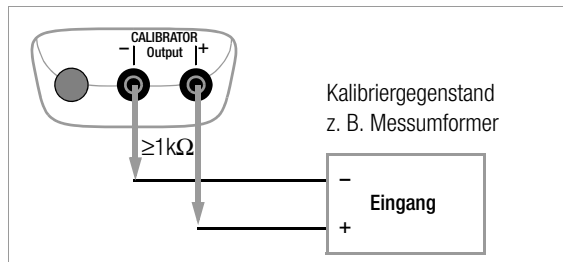 CALIBRATOR
– Output +
≥1kΩ
Kalibriergegenstand
z. B. Messumformer
–
Eingang
+